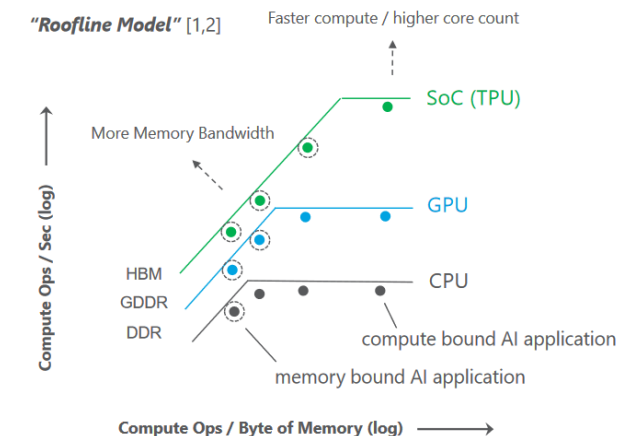 "Roofline Model" [1,2]
Faster compute / higher core count
SoC (TPU)
More Memory Bandwidth
GPU
HBM
CPU
GDDR
DDR
compute bound AI application
memory bound AI application
Compute Ops / Sec (log)
Compute Ops / Byte of Memory (log)